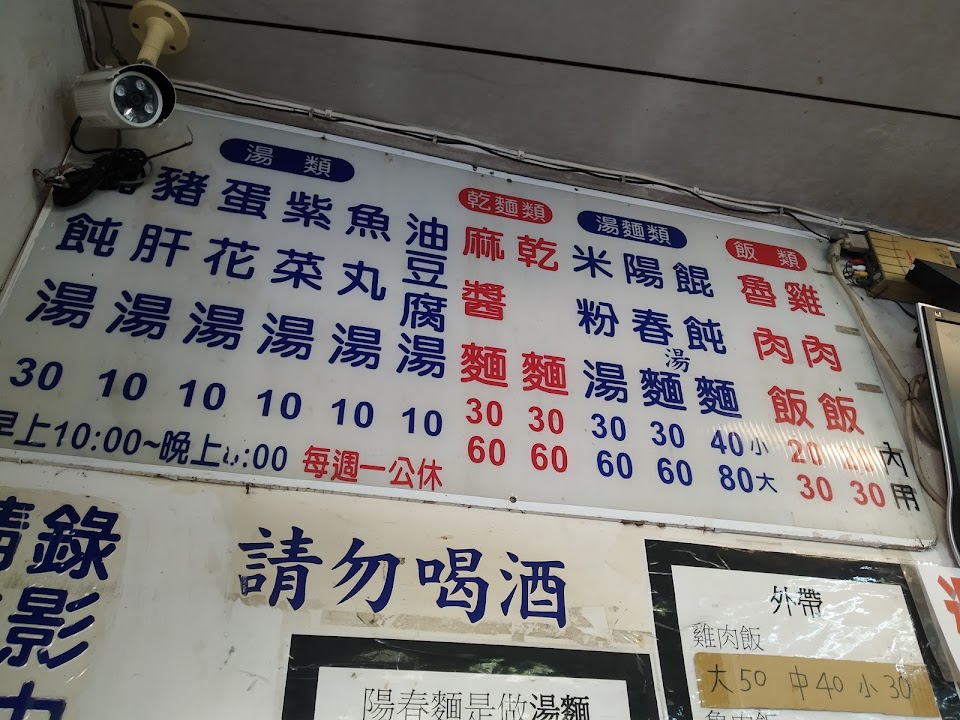 飯類
雞肉飯
魯肉飯
20
30 30
內用
湯麵類
餛飩湯麵
陽春麵
米粉湯
30 30 40小
60 60 80大
乾麵類
乾麵
麻醬麵
30 30
60 60
湯類
油豆腐湯
魚丸湯
紫菜湯
蛋花湯
豬肝湯
飩湯
30 10 10 10 10 10
早上10:00~晚上 :00 每週一公休
錄
影
請勿喝酒
陽春麵是做湯麵
外帶
雞肉飯
大50 中40 小30